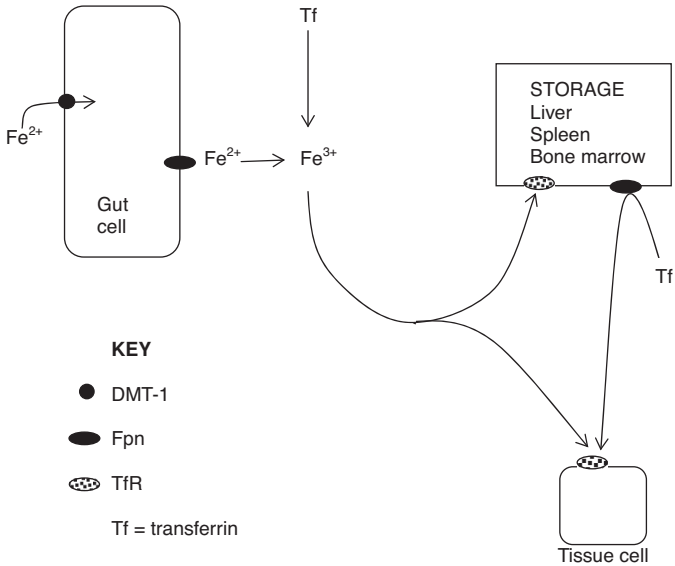 Tf
STORAGE
Liver
Spleen
Bone marrow
Fe²⁺
Fe²⁺
Fe³⁺
Gut
cell
Tf
KEY
DMT-1
Fpn
TfR
Tf = transferrin
Tissue cell